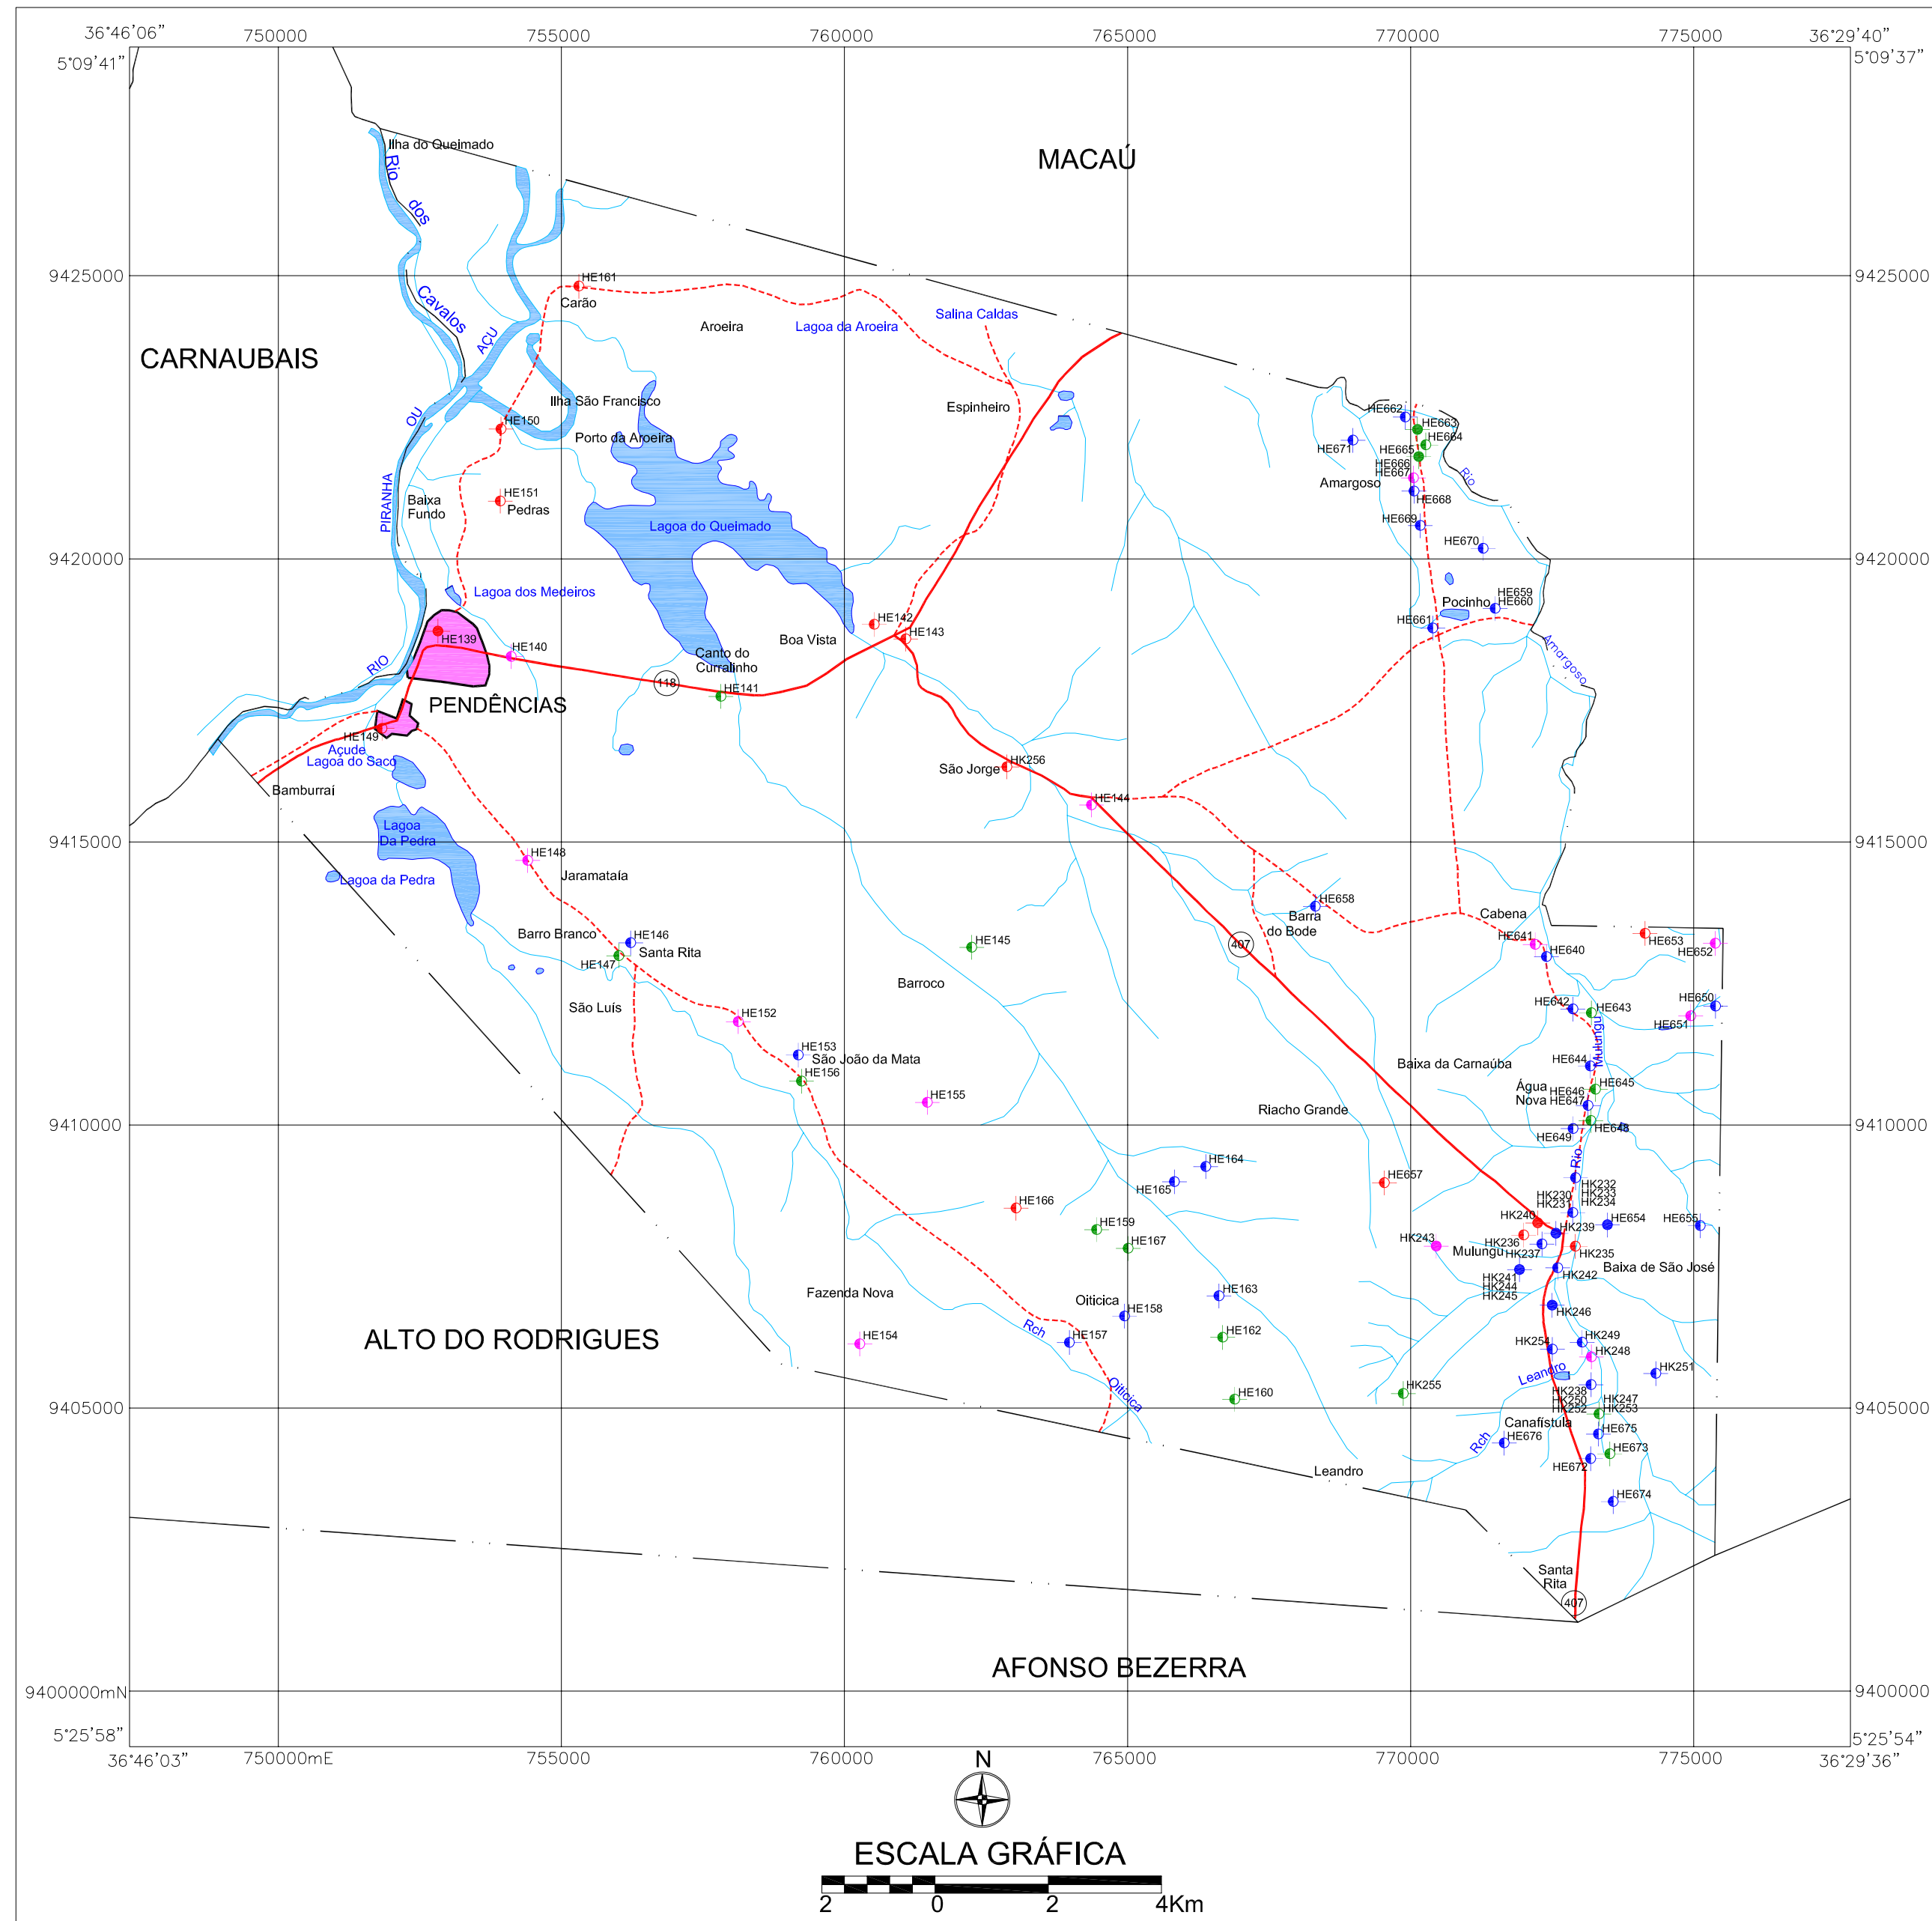 36°46'06"
750000
755000
760000
765000
770000
775000
36°29'40"
5°09'41"
5°09'37"
Ilha do Queimado
MACAÚ
Rio
dos
Cavalos
9425000
9425000
HE161
Carão
Aroeira
Lagoa da Aroeira
Salina Caldas
CARNAUBAIS
AÇU
OU
PIRANHA
RIO
Ilha São Francisco
Espinheiro
HE150
Porto da Aroeira
HE662
HE663
HE664
HE671
HE665
HE666
HE667
Amargoso
Rio
HE668
HE151
Pedras
Baixa
Fundo
Lagoa do Queimado
HE669
HE670
9420000
9420000
Lagoa dos Medeiros
HE659
HE660
Pocinho
HE661
HE142
HE143
HE139
HE140
Boa Vista
Canto do
Curralinho
Amargoso
118
HE141
PENDÊNCIAS
HE149
Açude
Lagoa do Saco
Bamburral
São Jorge
HK256
HE144
9415000
9415000
Lagoa
Da Pedra
HE148
Jaramataía
Lagoa da Pedra
HE658
Barra
do Bode
Cabena
Barro Branco
HE146
Santa Rita
HE147
HE145
407
HE641
HE640
HE653
HE652
Barroco
São Luís
HE152
HE642
HE643
HE650
HE651
Mulungu
HE153
São João da Mata
HE156
HE155
Baixa da Carnaúba
HE644
Água
Nova
HE646
HE645
HE647
Riacho Grande
9410000
9410000
HE648
HE649
Rio
HE164
HE165
HE657
HK232
HK233
HK234
HK230
HK231
HE166
HE159
HE167
HK240
HE654
HE655
HK239
HK243
HK236
Mulungu
HK237
HK235
Baixa de São José
HK242
HK241
HK244
HK245
Fazenda Nova
Oiticica
HE163
HE158
HK246
ALTO DO RODRIGUES
Rch
HE157
HE162
HE154
HK254
HK249
HK248
Leandro
HK251
Oiticica
HE160
HK255
HK238
HK250
HK252
HK247
HK253
9405000
9405000
Canafístula
HE675
Rch
HE676
HE673
HE672
Leandro
HE674
Santa
Rita
407
AFONSO BEZERRA
9400000mN
9400000
5°25'58"
5°25'54"
36°46'03"
750000mE
755000
760000
765000
770000
775000
36°29'36"
N
ESCALA GRÁFICA
2
0
2
4Km